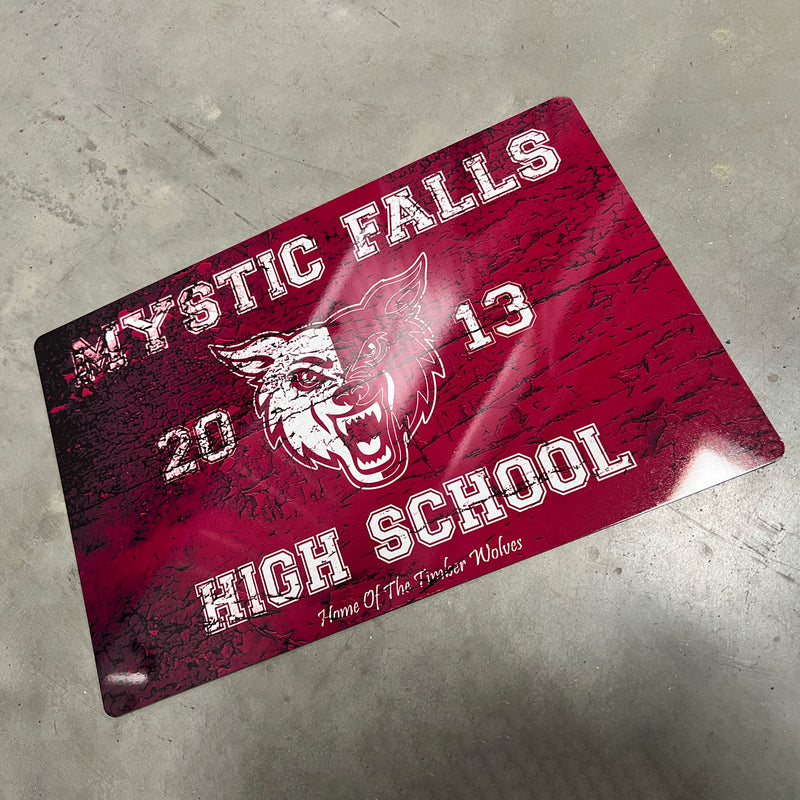 MYSTIC FALLS
20 13
HIGH SCHOOL
Home Of The Timber Wolves